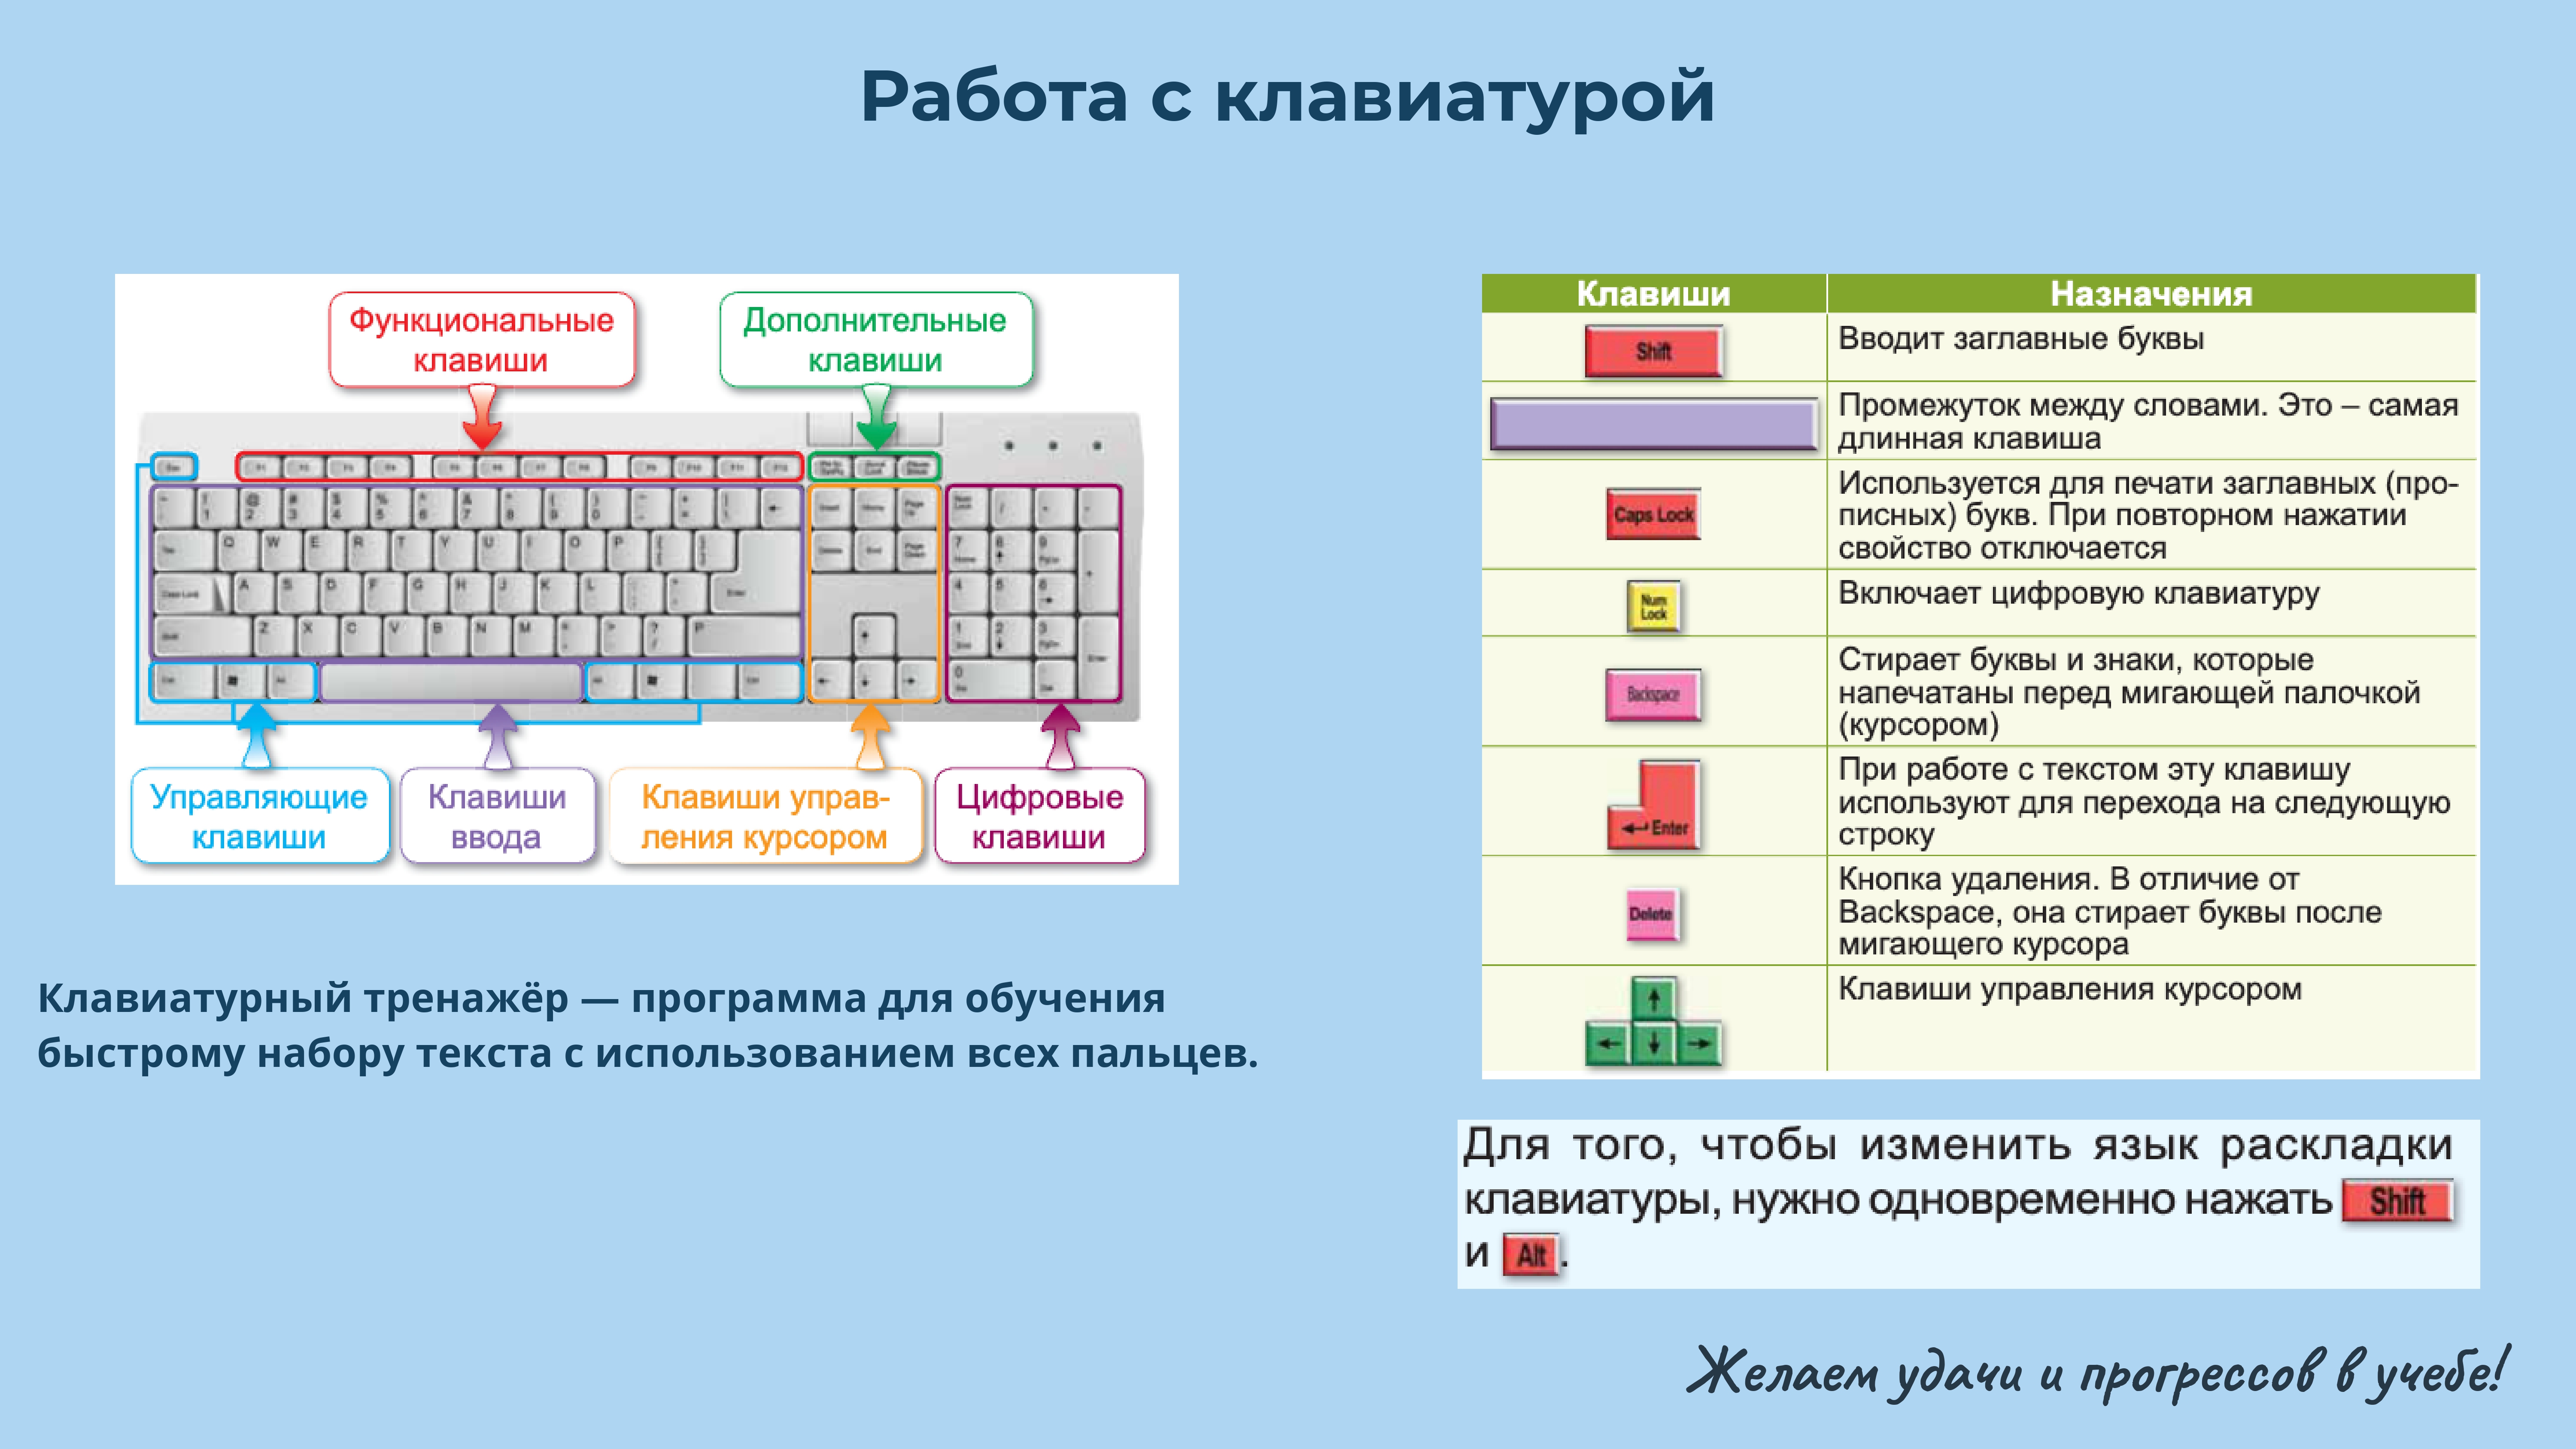 Работа с клавиатурой
Функциональные
клавиши
Дополнительные
клавиши
Q W E R T Y U I O P
A S D F G H J K L
Z X C V B N M
Управляющие
клавиши
Клавиши
ввода
Клавиши управ-
ления курсором
Цифровые
клавиши
Клавиатурный тренажёр — программа для обучения
быстрому набору текста с использованием всех пальцев.
Клавиши Назначения
Shift
Вводит заглавные буквы
Промежуток между словами. Это – самая
длинная клавиша
Caps Lock
Используется для печати заглавных (про-
писных) букв. При повторном нажатии
свойство отключается
Num
Lock
Включает цифровую клавиатуру
Backspace
Стирает буквы и знаки, которые
напечатаны перед мигающей палочкой
(курсором)
Enter
При работе с текстом эту клавишу
используют для перехода на следующую
строку
Delete
Кнопка удаления. В отличие от
Backspace, она стирает буквы после
мигающего курсора
Клавиши управления курсором
Для того, чтобы изменить язык раскладки
клавиатуры, нужно одновременно нажать Shift
и Alt.
Желаем удачи и прогрессов в учебе!